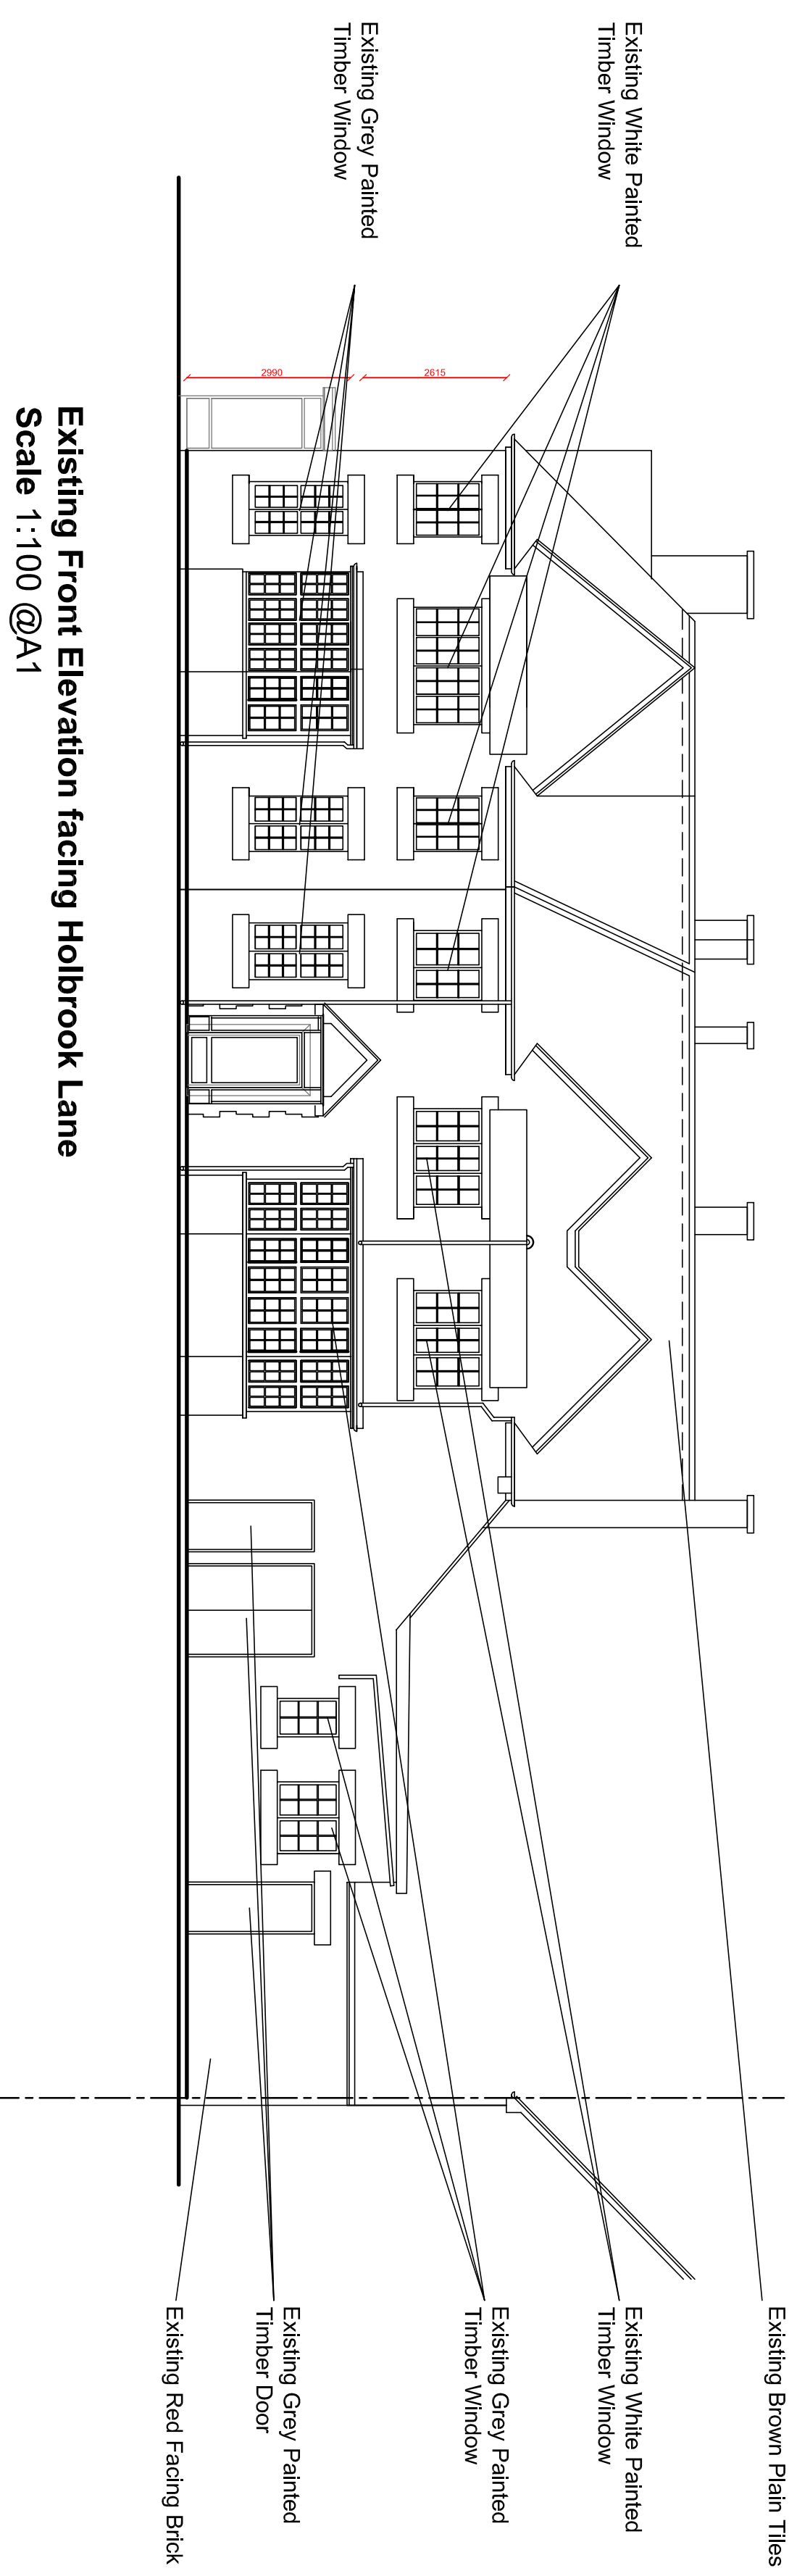 Existing White Painted
Timber Window
Existing Grey Painted
Timber Window
2615
2990
Existing Brown Plain Tiles
Existing White Painted
Timber Window
Existing Grey Painted
Timber Window
Existing Grey Painted
Timber Door
Existing Red Facing Brick
Existing Front Elevation facing Holbrook Lane
Scale 1:100 @A1